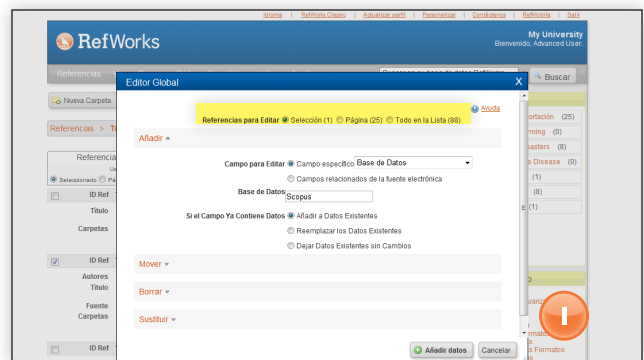 Idioma | RefWorks Classic | Actualizar perfil | Personalizar | Contáctenos | RefMobile | Salir
RefWorks
My University
Bienvenido, Advanced User.
Referencias
Buscar
Nueva Carpeta
Editor Global X
Ayuda
Referencias para Editar Selección (1) Página (25) Todo en la Lista (88)
Añadir
Campo para Editar Campo específico Base de Datos
Campos relacionados de la fuente electrónica
Base de Datos Scopus
Si el Campo Ya Contiene Datos Añadir a Datos Existentes
Reemplazar los Datos Existentes
Dejar Datos Existentes sin Cambios
Mover
Borrar
Sustituir
Añadir datos Cancelar
Referencias >
Referencia
Seleccionado
ID Ref
Título
Carpetas
ID Ref
Autores
Título
Fuente
Carpetas
ID Ref
ortación (25)
rming (0)
sasters (8)
s Disease (0)
(1)
(8)
(1)
s Formatos
I